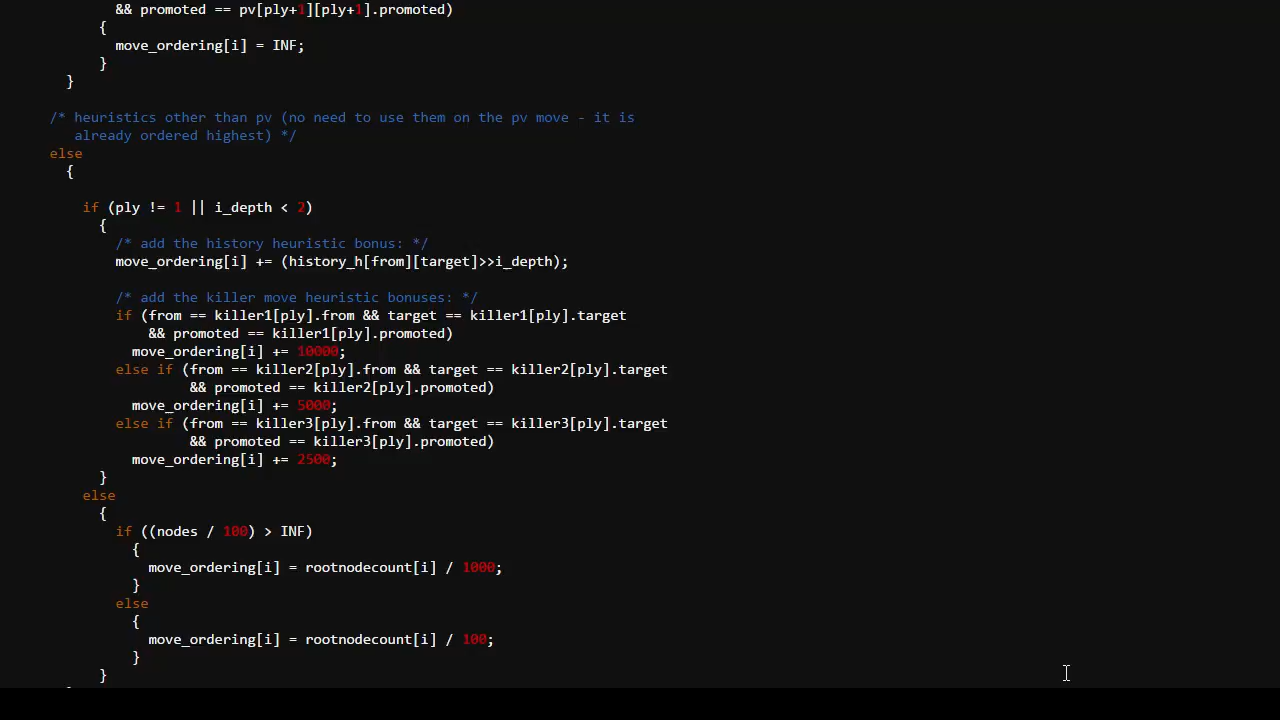 && promoted == pv[ply+1][ply+1].promoted)
{
move_ordering[i] = INF;
}
}
/* heuristics other than pv (no need to use them on the pv move - it is
already ordered highest) */
else
{
if (ply != 1 || i_depth < 2)
{
/* add the history heuristic bonus: */
move_ordering[i] += (history_h[from][target]>>i_depth);
/* add the killer move heuristic bonuses: */
if (from == killer1[ply].from && target == killer1[ply].target
&& promoted == killer1[ply].promoted)
move_ordering[i] += 10000;
else if (from == killer2[ply].from && target == killer2[ply].target
&& promoted == killer2[ply].promoted)
move_ordering[i] += 5000;
else if (from == killer3[ply].from && target == killer3[ply].target
&& promoted == killer3[ply].promoted)
move_ordering[i] += 2500;
}
else
{
if ((nodes / 100) > INF)
{
move_ordering[i] = rootnodecount[i] / 1000;
}
else
{
move_ordering[i] = rootnodecount[i] / 100;
}
}